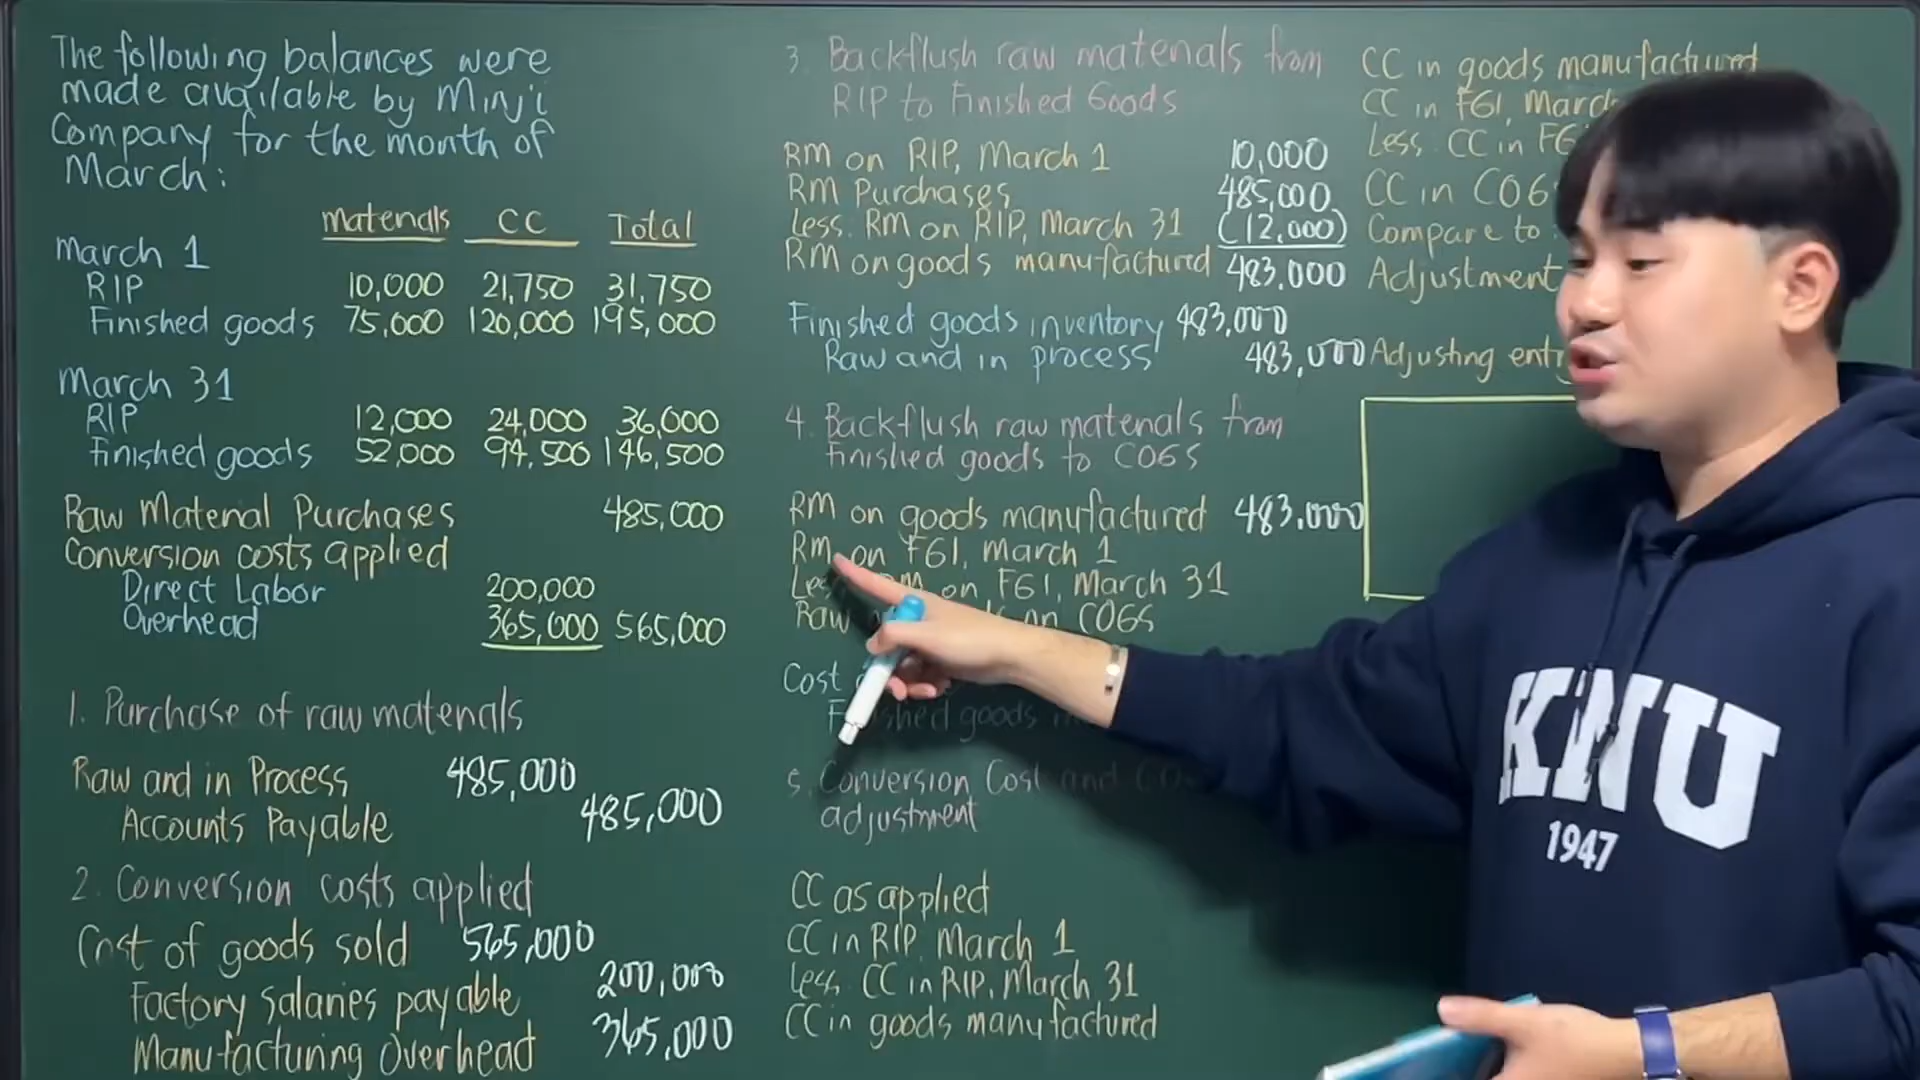 The following balances were
made available by Minji
Company for the month of
March:
Materials CC Total
March 1
RIP 10,000 21,750 31,750
Finished goods 75,000 120,000 195,000
March 31
RIP 12,000 24,000 36,000
Finished goods 52,000 94,500 146,500
Raw Material Purchases 485,000
Conversion costs applied
Direct Labor 200,000
Overhead 365,000 565,000
1. Purchase of raw materials
Raw and in Process 485,000
Accounts Payable 485,000
2. Conversion costs applied
Cost of goods sold 565,000
Factory salaries payable 200,000
Manufacturing Overhead 365,000
3. Backflush raw materials from
RIP to Finished Goods
RM on RIP, March 1 10,000
RM Purchases 485,000
Less: RM on RIP, March 31 (12,000)
RM on goods manufactured 483,000
Finished goods inventory 483,000
Raw and in process 483,000
4. Backflush raw materials from
Finished goods to COGS
RM on goods manufactured 483,000
RM on FGI, March 1
Less RM on FGI, March 31
Raw on COGS
Cost
Finished goods
5. Conversion Cost and
adjustment
CC as applied
CC in RIP, March 1
Less: CC in RIP, March 31
CC in goods manufactured
CC in goods manufactured
CC in FGI, March
Less: CC in FG
CC in COGS
Compare to:
Adjustment
Adjusting entry
KNU
1947